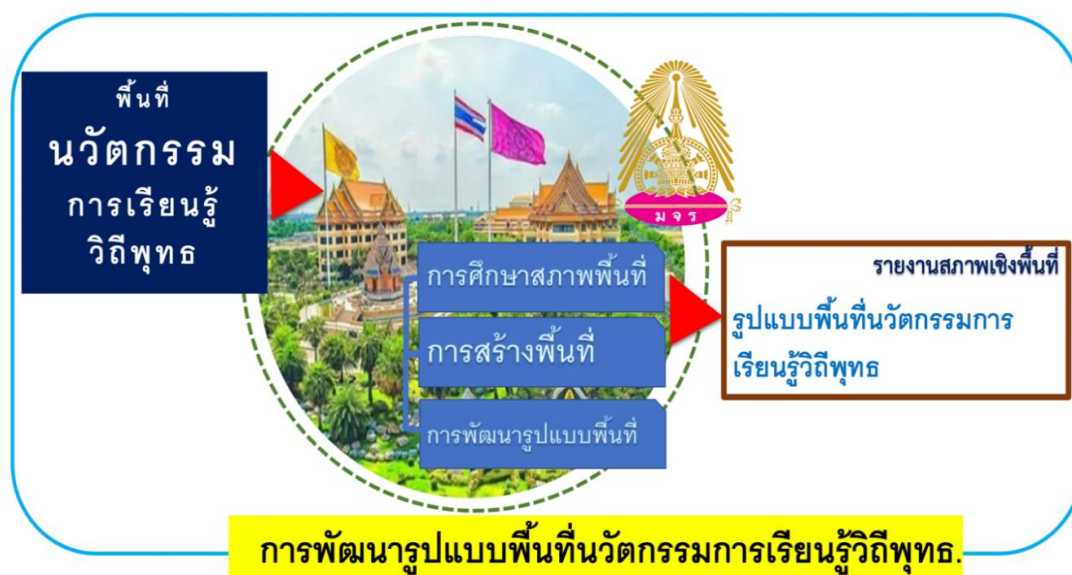 พื้นที่
นวัตกรรม
การเรียนรู้
วิถีพุทธ
มจร
การศึกษาสภาพพื้นที่
การสร้างพื้นที่
การพัฒนารูปแบบพื้นที่
รายงานสภาพเชิงพื้นที่
รูปแบบพื้นที่นวัตกรรมการ
เรียนรู้วิถีพุทธ
การพัฒนารูปแบบพื้นที่นวัตกรรมการเรียนรู้วิถีพุทธ.